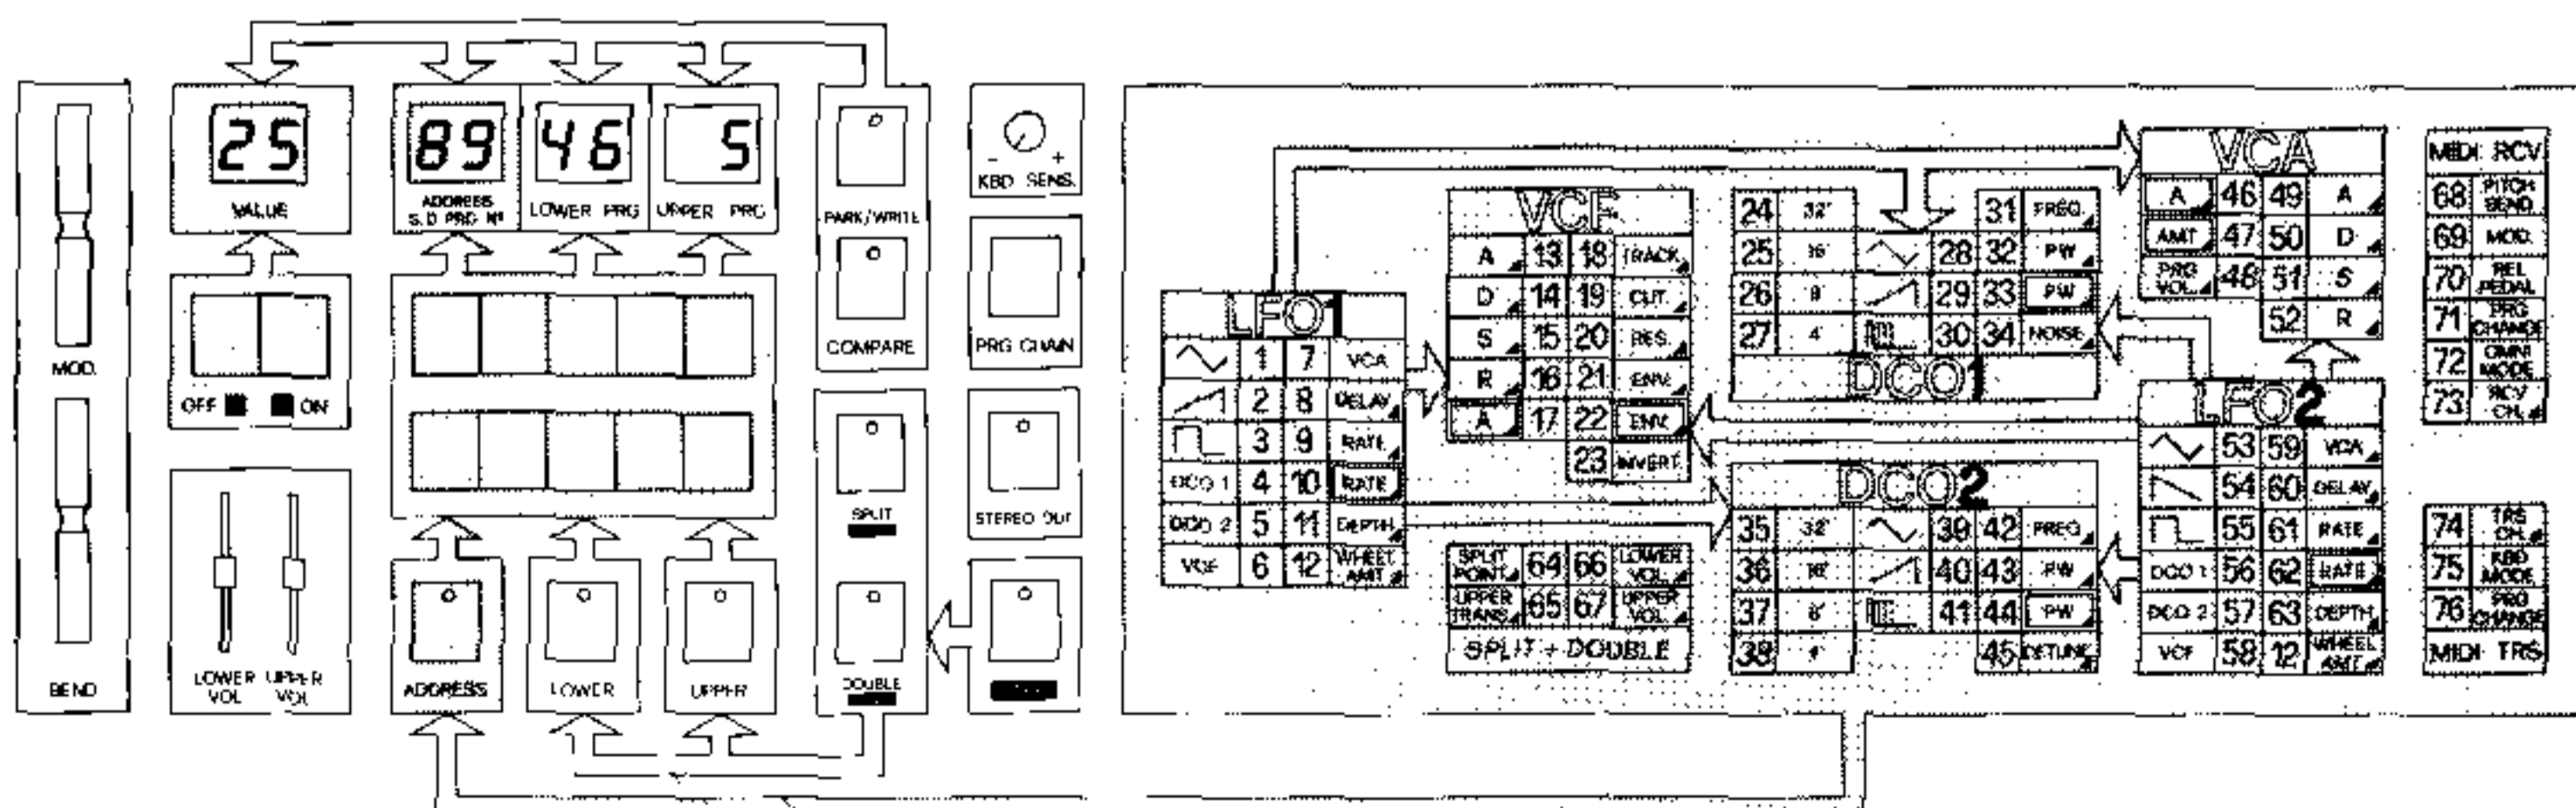 25
VALUE
OFF ON
LOWER VOL
UPPER VOL
MOD.
BEND
89 46 5
ADDRESS
S.D PRG Nº
LOWER PRG
UPPER PRG
ADDRESS
LOWER
UPPER
PARK/WRITE
COMPARE
SPLIT
DOUBLE
- +
KBD SENS.
PRG CHAIN
STEREO OUT
LFO1
1 7 VCA
2 8 DELAY
3 9 RATE
DCO 1 4 10 RATE
DCO 2 5 11 DEPTH
VCF 6 12 WHEEL AMT
VCF
A 13 18 TRACK
D 14 19 CUT.
S 15 20 RES.
R 16 21 ENV.
A 17 22 ENV.
23 INVERT
SPLIT POINT 64 66 LOWER VOL.
UPPER TRANS. 65 67 UPPER VOL.
SPLIT + DOUBLE
24 32' 31 FREQ.
25 16' 28 32 PW
26 8' 29 33 PW
27 4' 30 34 NOISE
DCO1
DCO2
35 32' 39 42 FREQ.
36 16' 40 43 PW
37 8' 41 44 PW
38 4' 45 DETUNE
VCA
A 46 49 A
AMT 47 50 D
PRG VOL. 48 51 S
52 R
LFO2
53 59 VCA
54 60 DELAY
55 61 RATE
DCO 1 56 62 RATE
DCO 2 57 63 DEPTH
VCF 58 12 WHEEL AMT
MIDI RCV
68 PITCH BEND
69 MOD.
70 REL PEDAL
71 PRG CHANGE
72 OMNI MODE
73 RCV CH.
74 TRS CH.
75 KBD MODE
76 PRG CHANGE
MIDI TRS